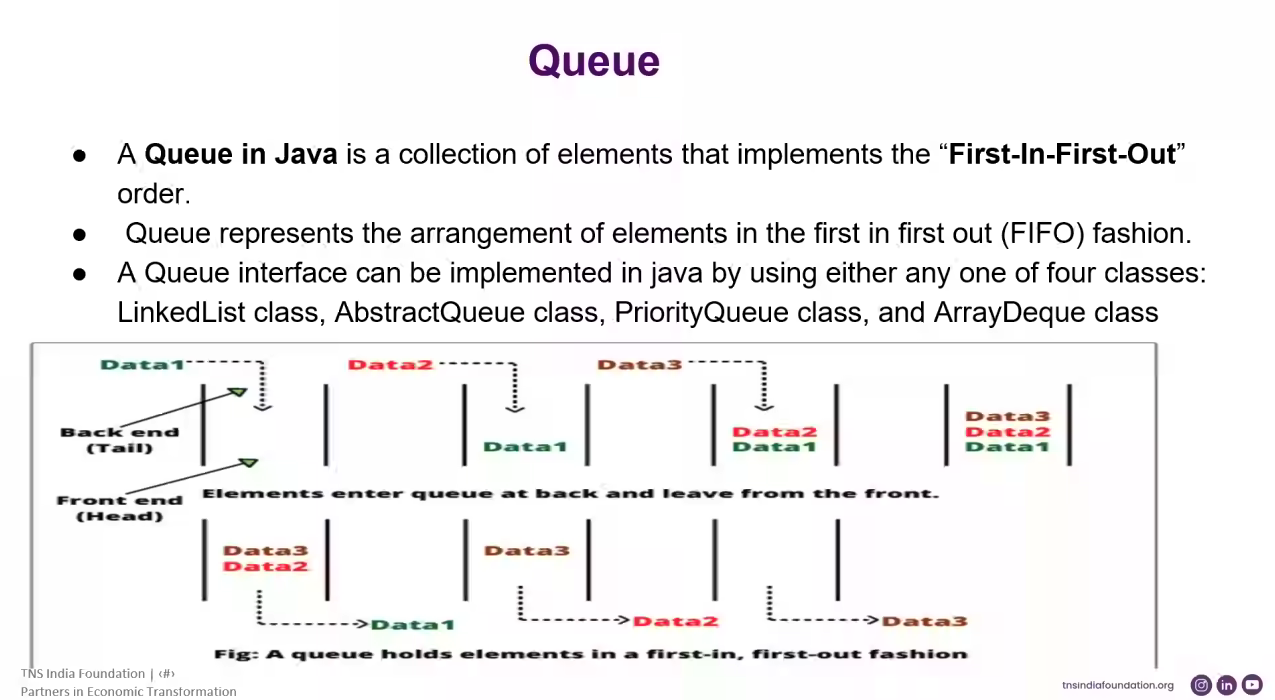 Queue
● A Queue in Java is a collection of elements that implements the “First-In-First-Out”
order.
● Queue represents the arrangement of elements in the first in first out (FIFO) fashion.
● A Queue interface can be implemented in java by using either any one of four classes:
LinkedList class, AbstractQueue class, PriorityQueue class, and ArrayDeque class
Data1 Data2 Data3
Back end
(Tail)
Data1
Data2
Data1
Data3
Data2
Data1
Front end
(Head)
Elements enter queue at back and leave from the front.
Data3
Data2
Data3
Data1 Data2 Data3
Fig: A queue holds elements in a first-in, first-out fashion
TNS India Foundation | ‹#›
Partners in Economic Transformation
tnsindiafoundation.org